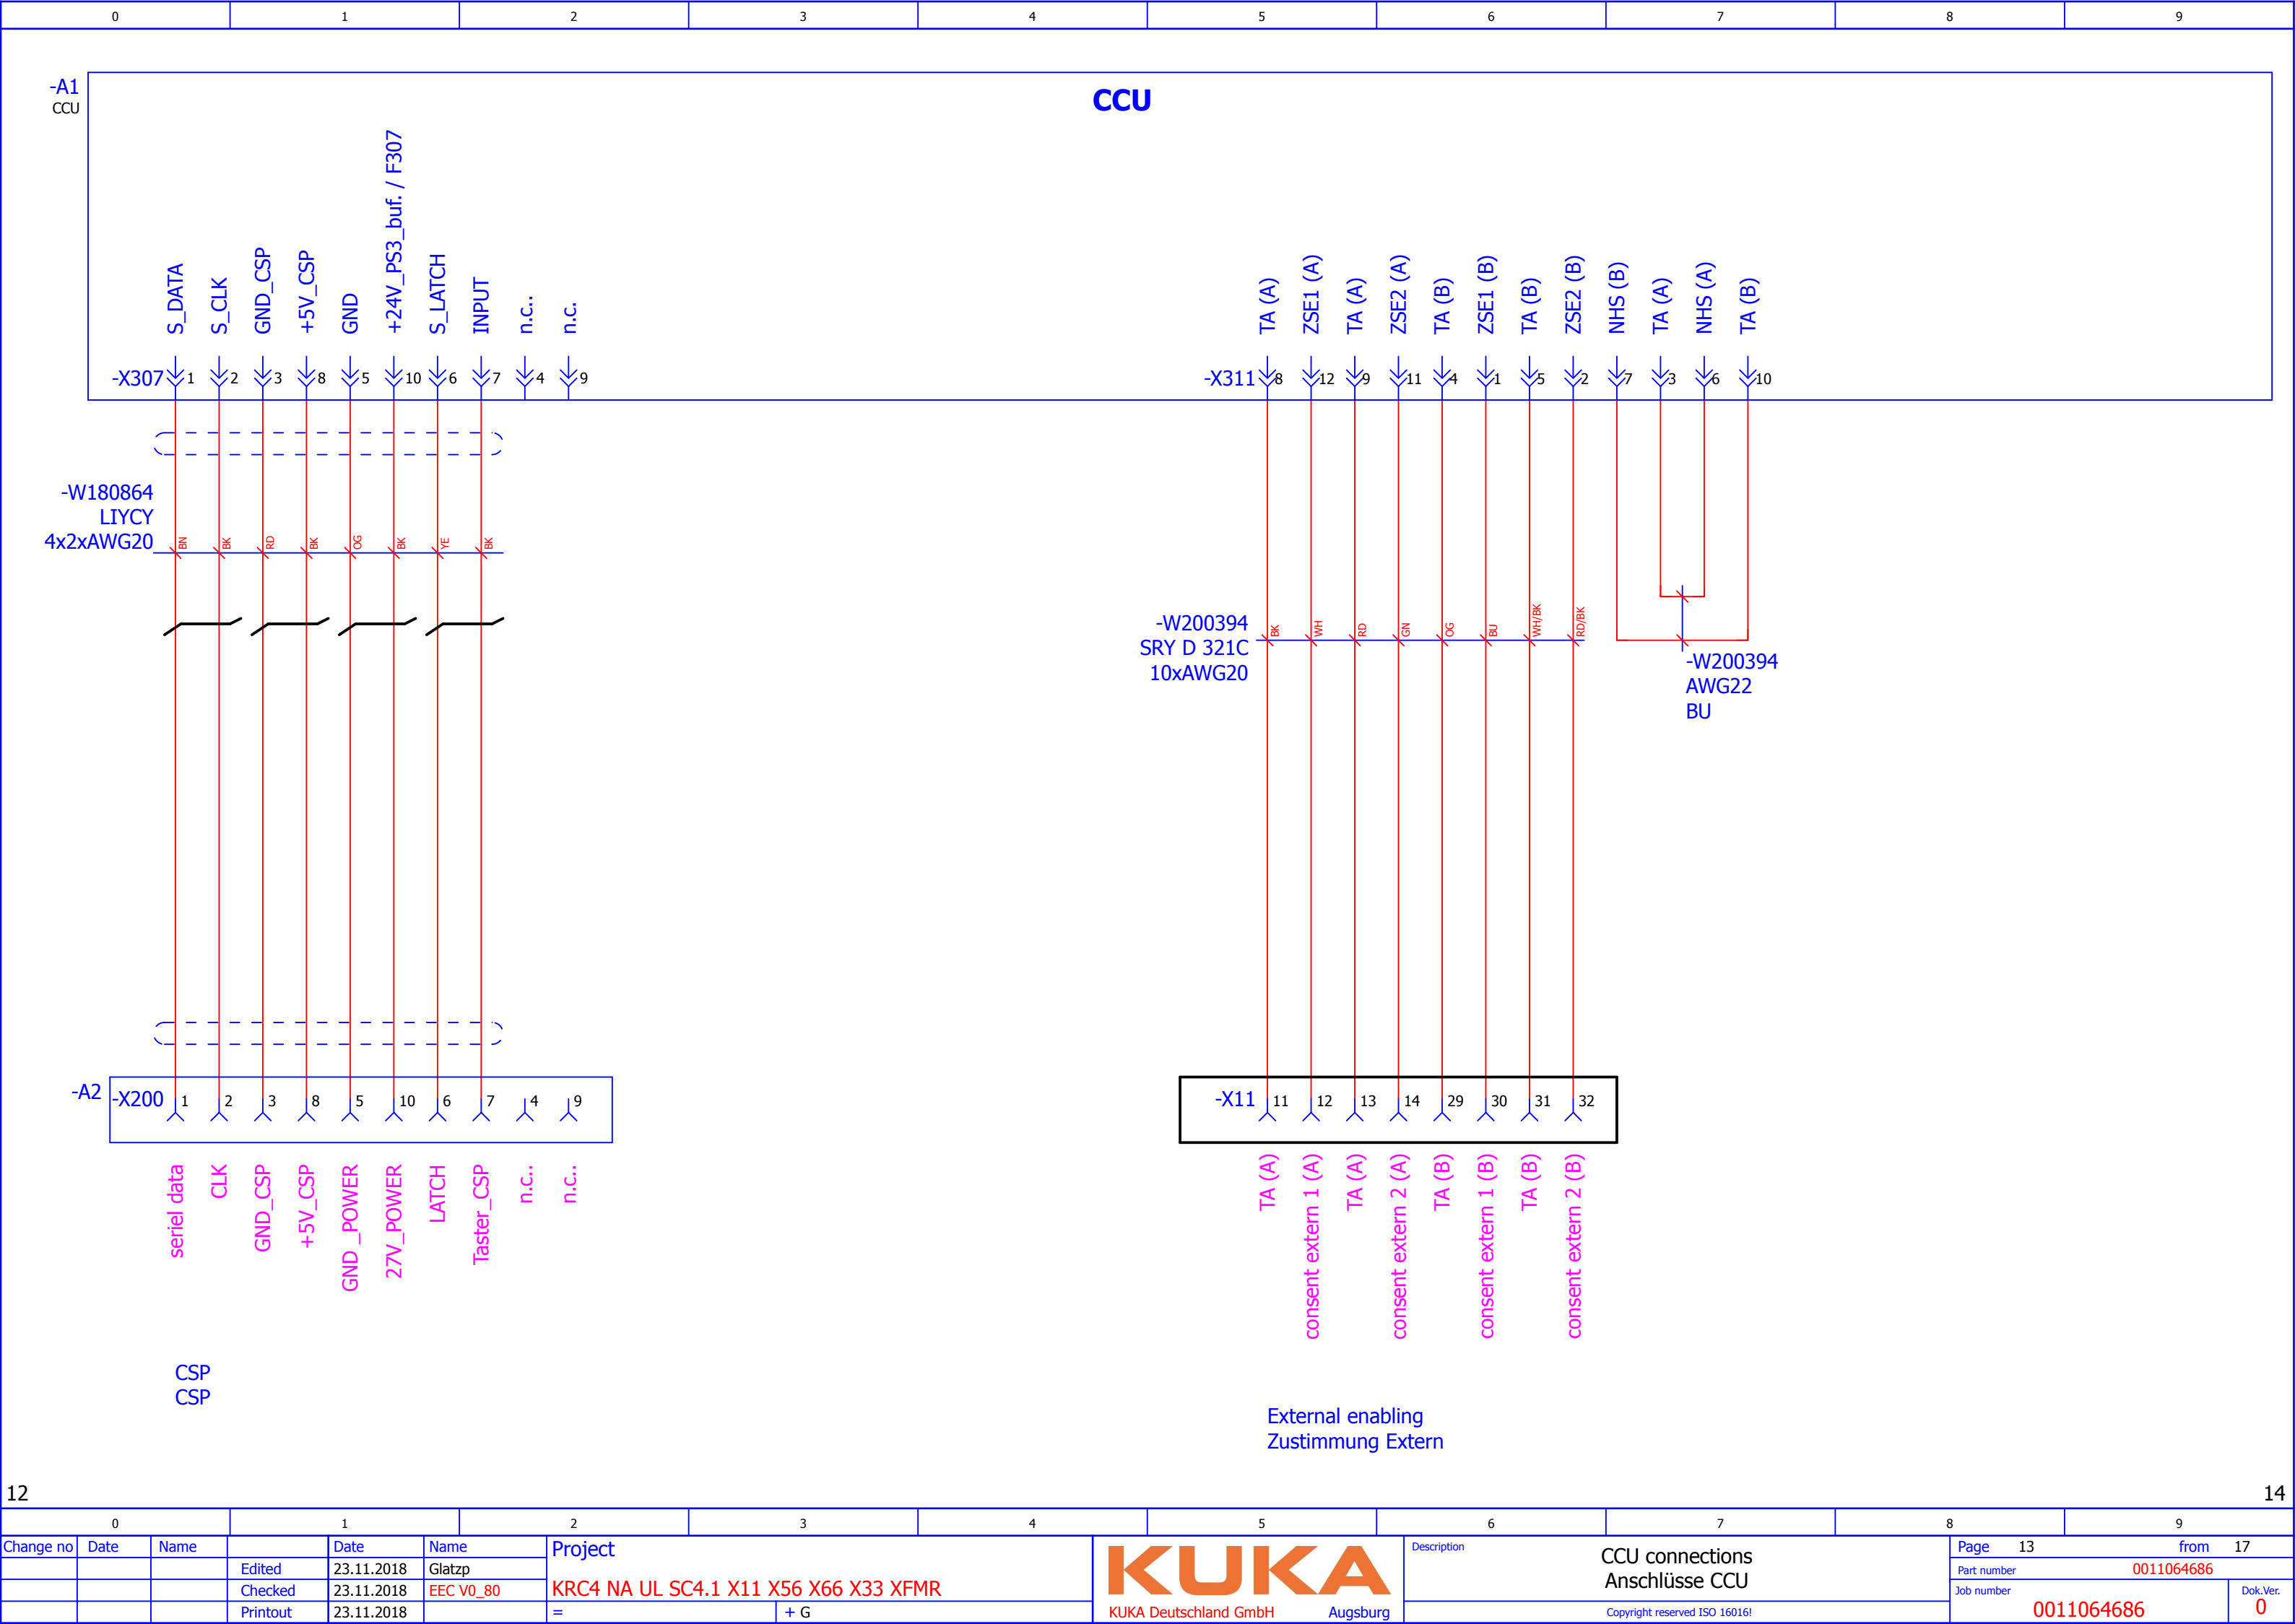 0 1 2 3 4 5 6 7 8 9
-A1
CCU
CCU
S_DATA
S_CLK
GND_CSP
+5V_CSP
GND
+24V_PS3_buf. / F307
S_LATCH
INPUT
n.c..
n.c.
TA (A)
ZSE1 (A)
TA (A)
ZSE2 (A)
TA (B)
ZSE1 (B)
TA (B)
ZSE2 (B)
NHS (B)
TA (A)
NHS (A)
TA (B)
-X307 1 2 3 8 5 10 6 7 4 9
-X311 8 12 9 11 4 1 5 2 7 3 6 10
-W180864
LIYCY
4x2xAWG20
BN BK RD BK OG BK YE BK
-W200394
SRY D 321C
10xAWG20
BK WH RD GN OG BU WH/BK RD/BK
-W200394
AWG22
BU
-A2
-X200 1 2 3 8 5 10 6 7 4 9
-X11 11 12 13 14 29 30 31 32
seriel data
CLK
GND_CSP
+5V_CSP
GND _POWER
27V_POWER
LATCH
Taster_CSP
n.c..
n.c..
TA (A)
consent extern 1 (A)
TA (A)
consent extern 2 (A)
TA (B)
consent extern 1 (B)
TA (B)
consent extern 2 (B)
CSP
CSP
External enabling
Zustimmung Extern
12
14
0 1 2 3 4 5 6 7 8 9
Change no Date Name Date Name
Edited 23.11.2018 Glatzp
Checked 23.11.2018 EEC V0_80
Printout 23.11.2018
Project
KRC4 NA UL SC4.1 X11 X56 X66 X33 XFMR
= + G
KUKA
KUKA Deutschland GmbH Augsburg
Description
CCU connections
Anschlüsse CCU
Copyright reserved ISO 16016!
Page 13 from 17
Part number 0011064686
Job number
0011064686
Dok.Ver.
0